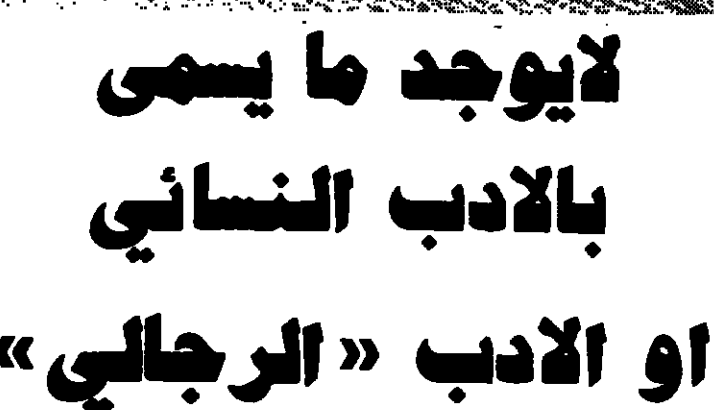 لايوجد ما يسمى
بالادب النسائي
او الادب «الرجالي»